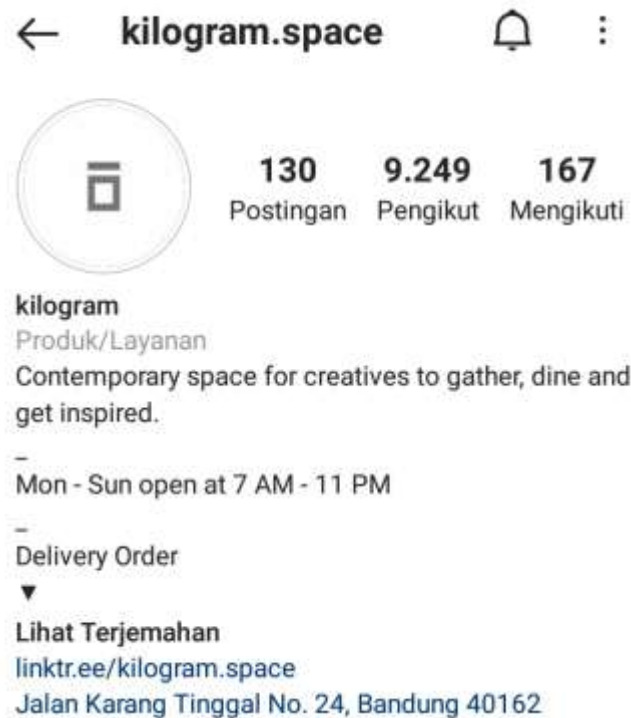 kilogram.space
130 9.249 167
Postingan Pengikut Mengikuti
kilogram
Produk/Layanan
Contemporary space for creatives to gather, dine and
get inspired.
_
Mon - Sun open at 7 AM - 11 PM
_
Delivery Order
▼
Lihat Terjemahan
linktr.ee/kilogram.space
Jalan Karang Tinggal No. 24, Bandung 40162